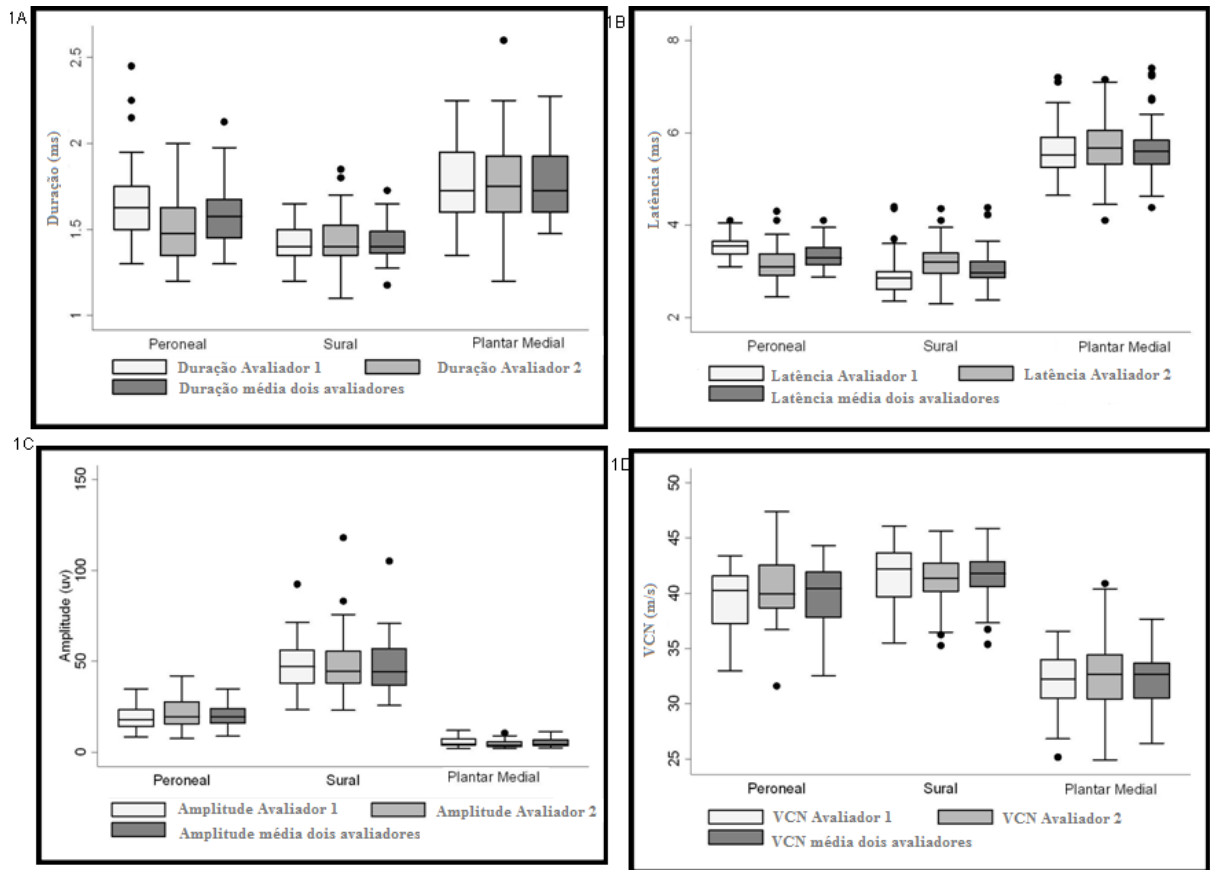 1A
Duração (ms)
2.5
2
1.5
1
Peroneal Sural Plantar Medial
Duração Avaliador 1 Duração Avaliador 2
Duração média dois avaliadores
1B
Latência (ms)
8
6
4
2
Peroneal Sural Plantar Medial
Latência Avaliador 1 Latência Avaliador 2
Latência média dois avaliadores
1C
Amplitude (uv)
150
100
50
0
Peroneal Sural Plantar Medial
Amplitude Avaliador 1 Amplitude Avaliador 2
Amplitude média dois avaliadores
1D
VCN (m/s)
50
45
40
35
30
25
Peroneal Sural Plantar Medial
VCN Avaliador 1 VCN Avaliador 2
VCN média dois avaliadores